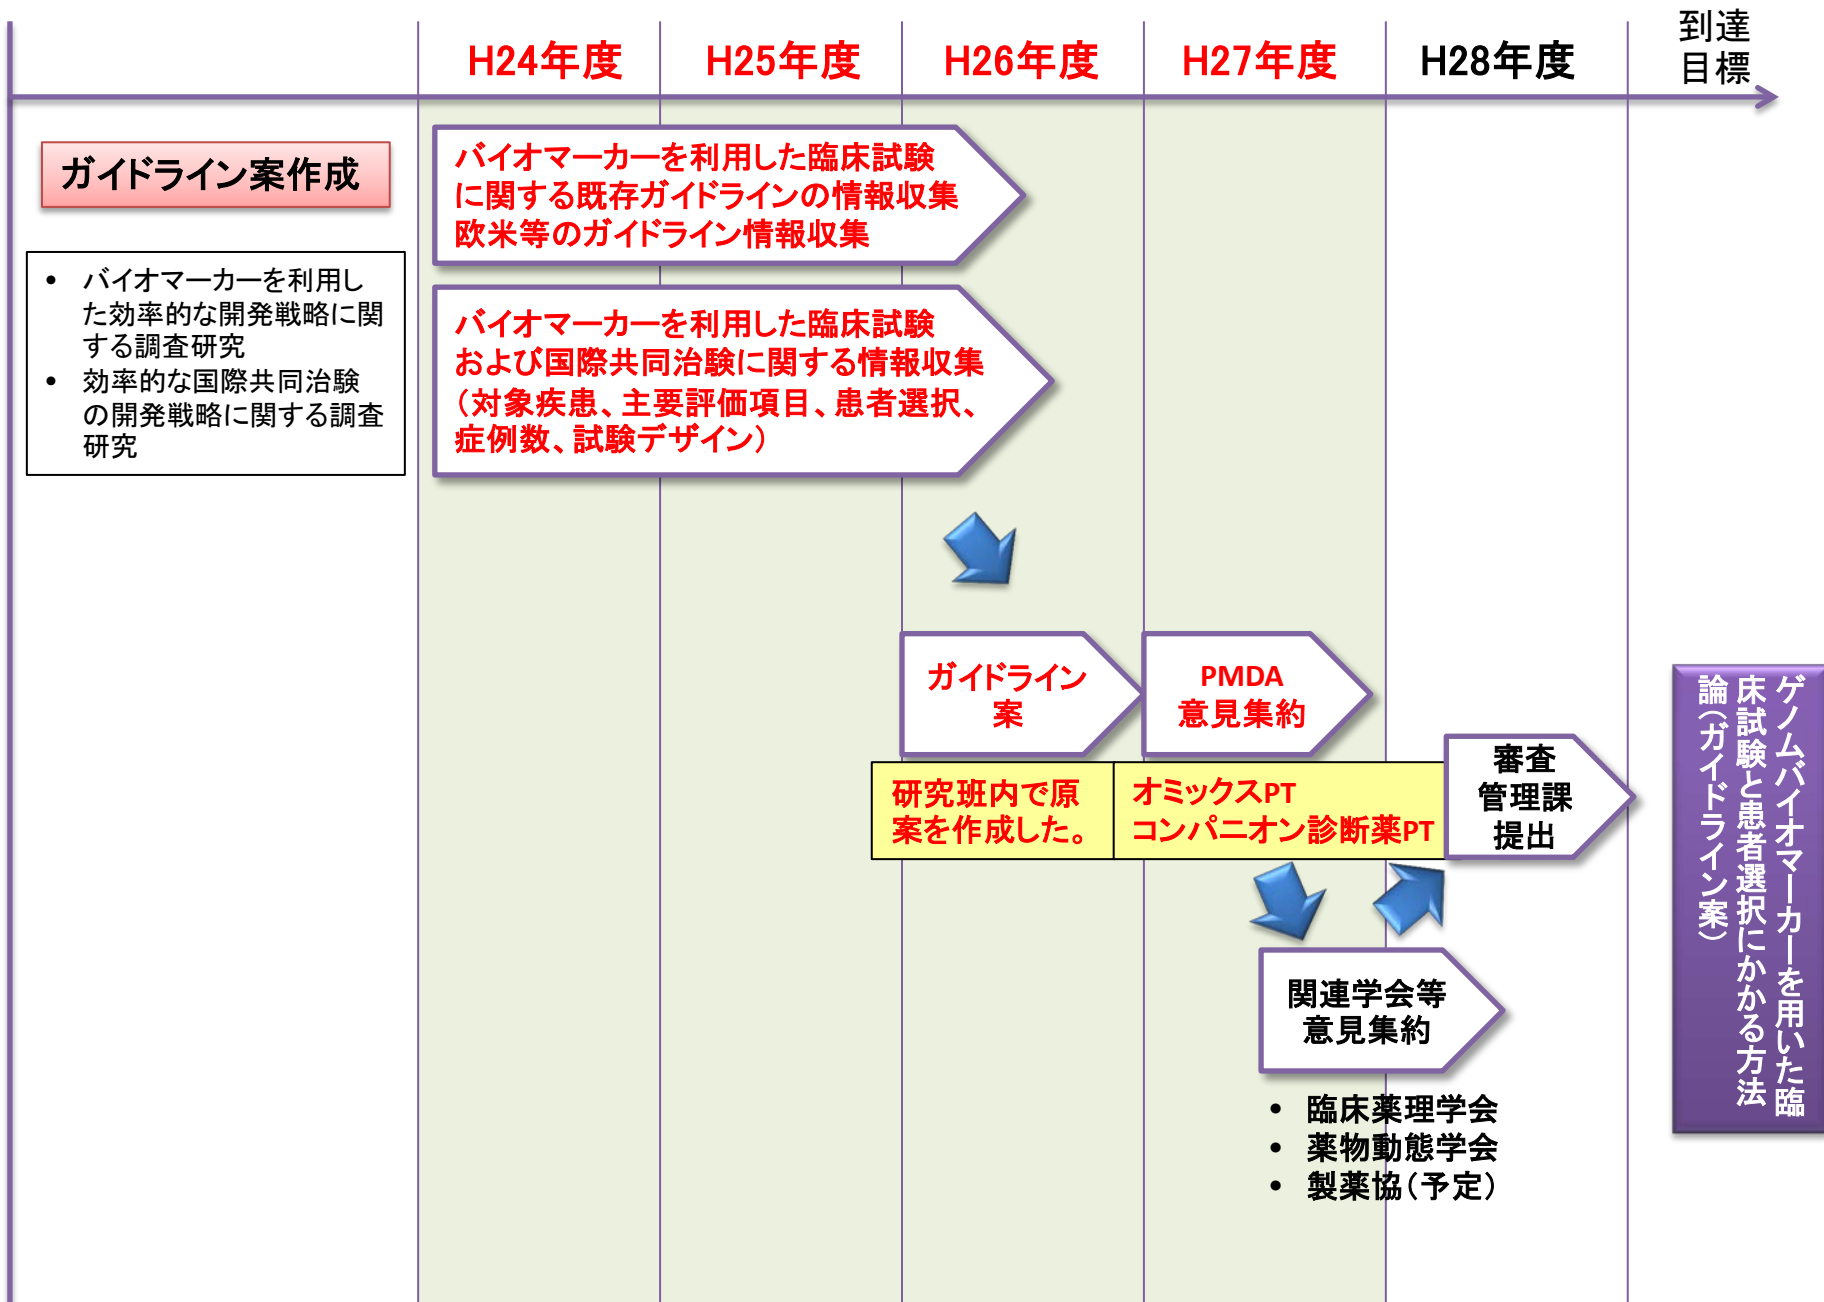 H24年度
H25年度
H26年度
H27年度
H28年度
到達
目標
ガイドライン案作成
• バイオマーカーを利用し
た効率的な開発戦略に関
する調査研究
• 効率的な国際共同治験
の開発戦略に関する調査
研究
バイオマーカーを利用した臨床試験
に関する既存ガイドラインの情報収集
欧米等のガイドライン情報収集
バイオマーカーを利用した臨床試験
および国際共同治験に関する情報収集
（対象疾患、主要評価項目、患者選択、
症例数、試験デザイン）
ガイドライン
案
PMDA
意見集約
研究班内で原
案を作成した。
オミックスPT
コンパニオン診断薬PT
審査
管理課
提出
関連学会等
意見集約
• 臨床薬理学会
• 薬物動態学会
• 製薬協（予定）
ゲノムバイオマーカーを用いた臨
床試験と患者選択にかかる方法
論（ガイドライン案）